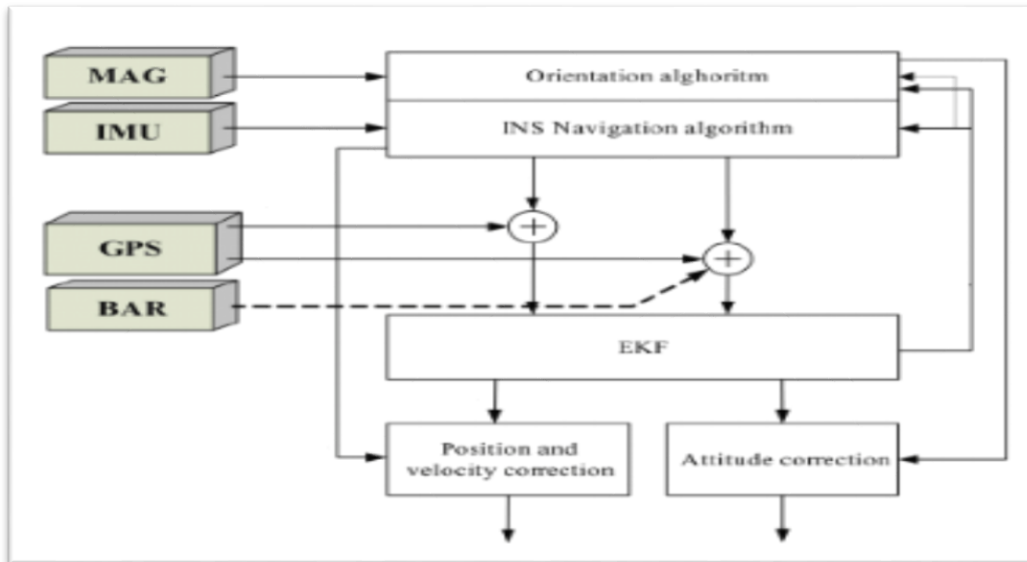 MAG
Orientation alghoritm
IMU
INS Navigation algorithm
GPS
BAR
EKF
Position and
velocity correction
Attitude correction